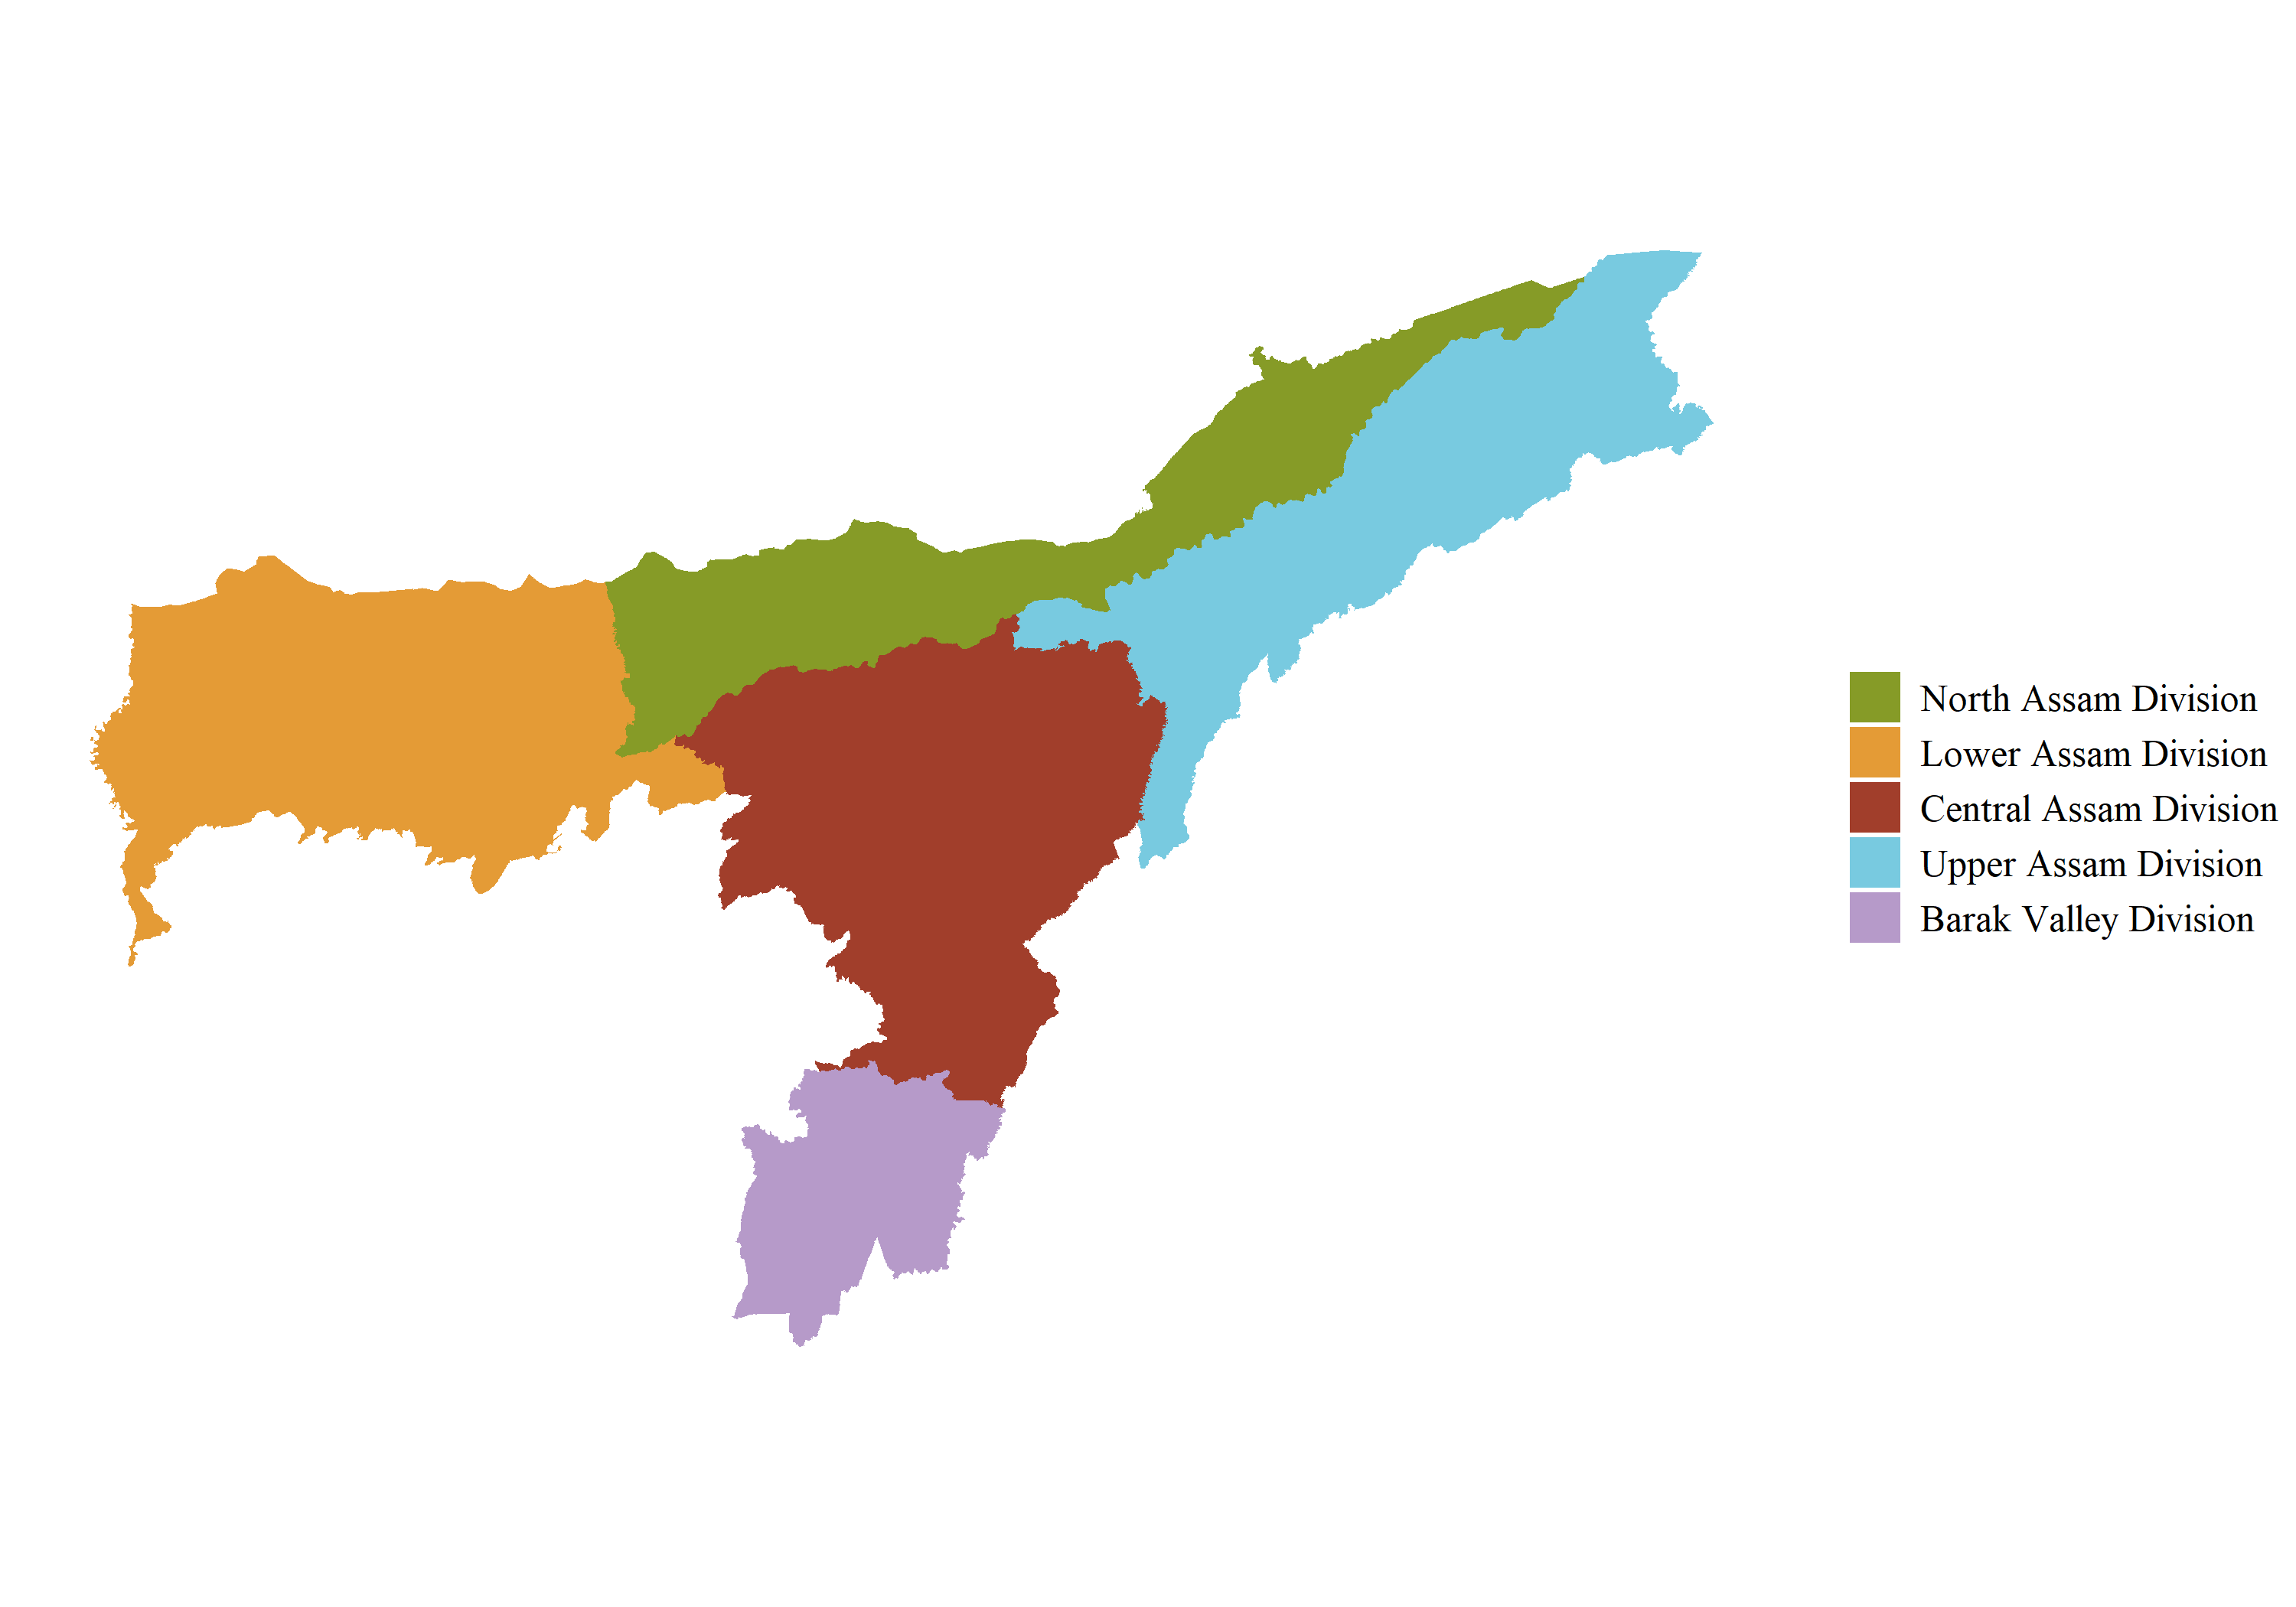 North Assam Division
Lower Assam Division
Central Assam Division
Upper Assam Division
Barak Valley Division